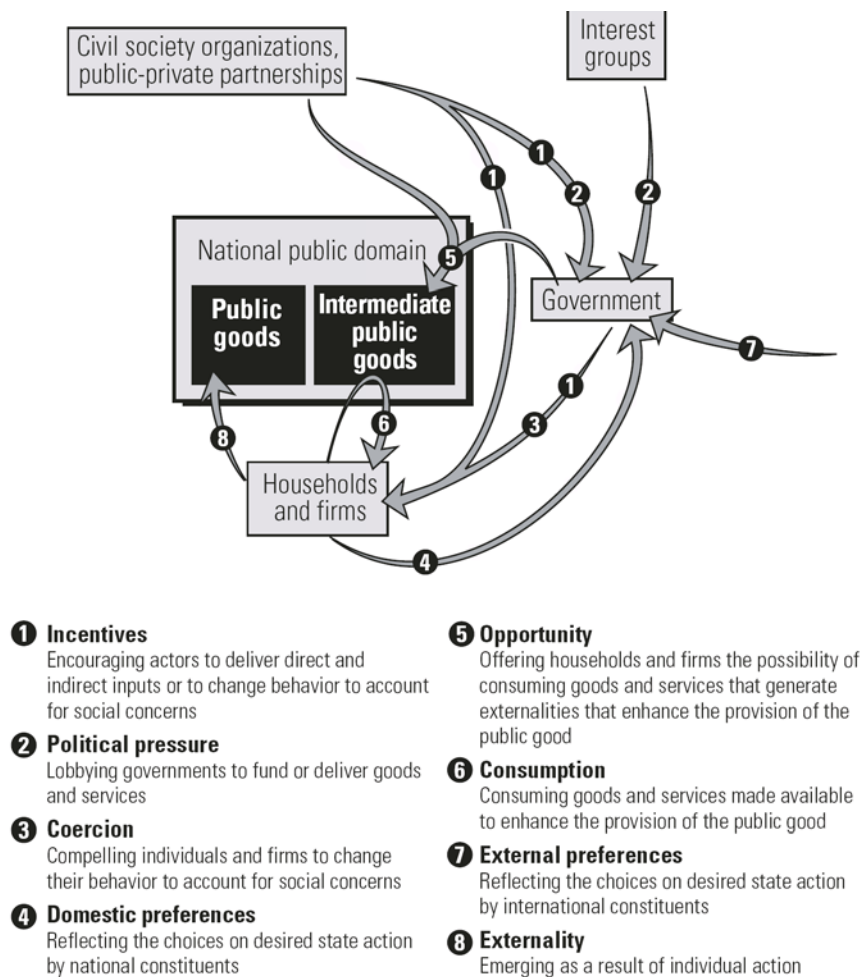 Civil society organizations,
public-private partnerships
Interest
groups
1
1
2
2
National public domain
5
Public
goods
Intermediate
public
goods
Government
7
1
6
3
8
Households
and firms
4
1 Incentives
Encouraging actors to deliver direct and
indirect inputs or to change behavior to account
for social concerns
2 Political pressure
Lobbying governments to fund or deliver goods
and services
3 Coercion
Compelling individuals and firms to change
their behavior to account for social concerns
4 Domestic preferences
Reflecting the choices on desired state action
by national constituents
5 Opportunity
Offering households and firms the possibility of
consuming goods and services that generate
externalities that enhance the provision of the
public good
6 Consumption
Consuming goods and services made available
to enhance the provision of the public good
7 External preferences
Reflecting the choices on desired state action
by international constituents
8 Externality
Emerging as a result of individual action